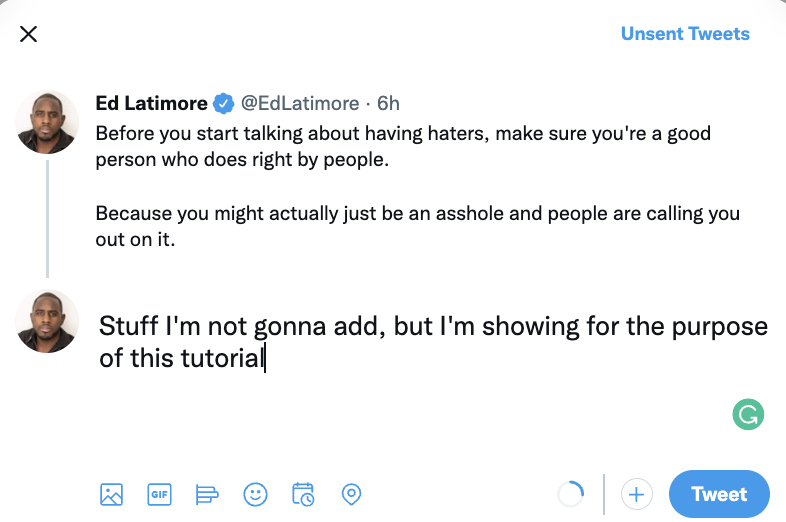 Unsent Tweets
Ed Latimore @EdLatimore · 6h
Before you start talking about having haters, make sure you're a good
person who does right by people.
Because you might actually just be an asshole and people are calling you
out on it.
Stuff I'm not gonna add, but I'm showing for the purpose
of this tutorial
GIF
Tweet